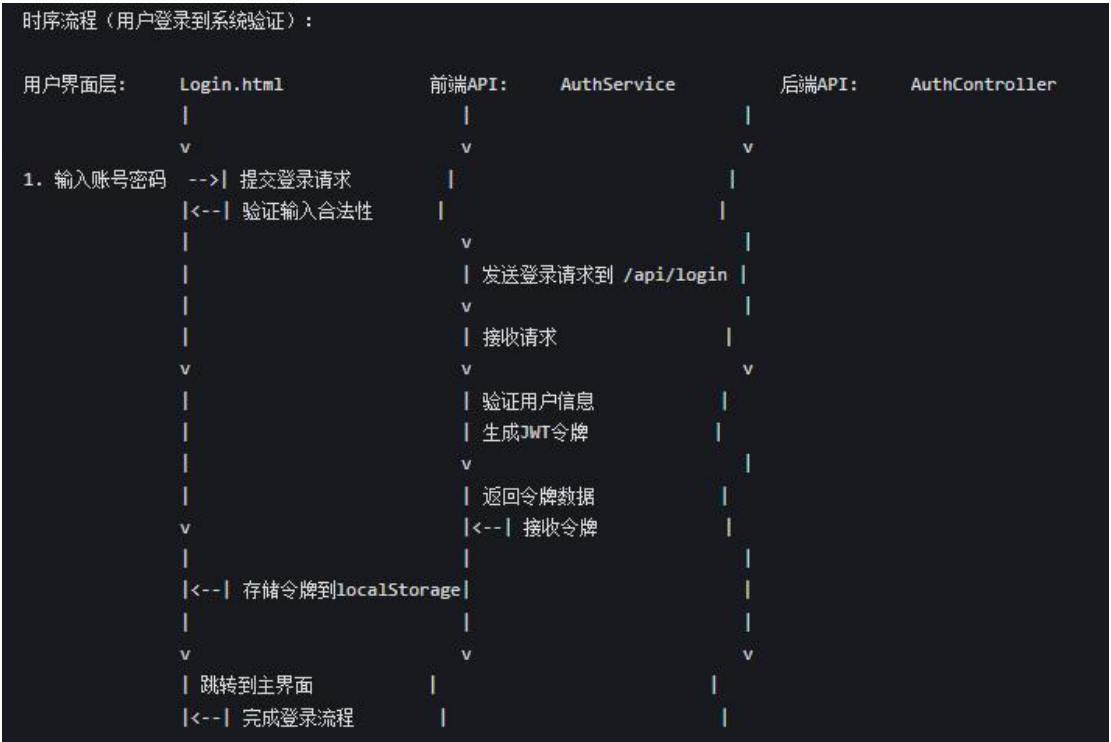 时序流程（用户登录到系统验证）:
用户界面层: Login.html 前端API: AuthService 后端API: AuthController
| | |
v v v
1. 输入账号密码 -->| 提交登录请求 | |
|<--| 验证输入合法性 | |
| v |
| | 发送登录请求到 /api/login |
| v |
| | 接收请求 |
v v v
| | 验证用户信息 |
| | 生成JWT令牌 |
| v |
| | 返回令牌数据 |
v |<--| 接收令牌 |
| | |
|<--| 存储令牌到localStorage| |
| | |
v v v
| 跳转到主界面 | |
|<--| 完成登录流程 | |